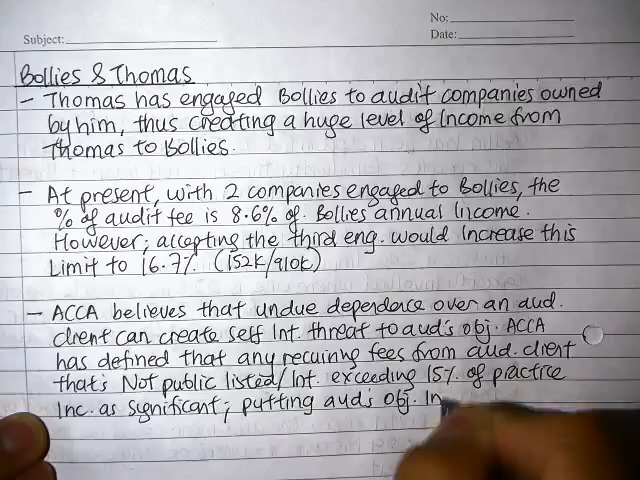 No:
Subject: Date:
Bollies & Thomas
- Thomas has engaged Bollies to audit companies owned
by him, thus creating a huge level of Income from
Thomas to Bollies.
- At present, with 2 companies engaged to Bollies, the
% of audit fee is 8.6% of Bollies annual Income.
However; accepting the third eng. would Increase this
Limit to 16.7%. (152K/910K)
- ACCA believes that undue dependence over an aud.
client can create self Int. threat to aud's obj. ACCA
has defined that any recuining fees from aud. client
that's Not public listed/Int. exceeding 15% of practice
Inc. as significant; putting aud's obj. In